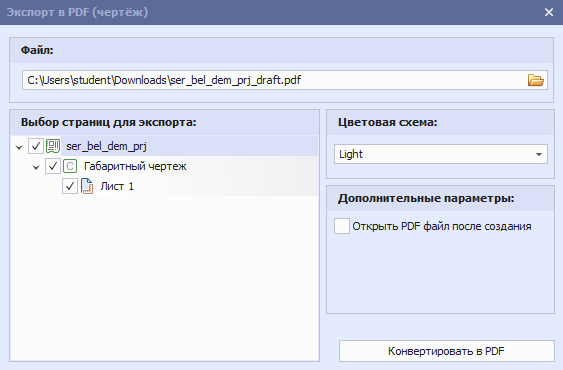 Экспорт в PDF (чертёж)
Файл:
C:\Users\student\Downloads\ser_bel_dem_prj_draft.pdf
Выбор страниц для экспорта:
ser_bel_dem_prj
C Габаритный чертеж
Лист 1
Цветовая схема:
Light
Дополнительные параметры:
Открыть PDF файл после создания
Конвертировать в PDF